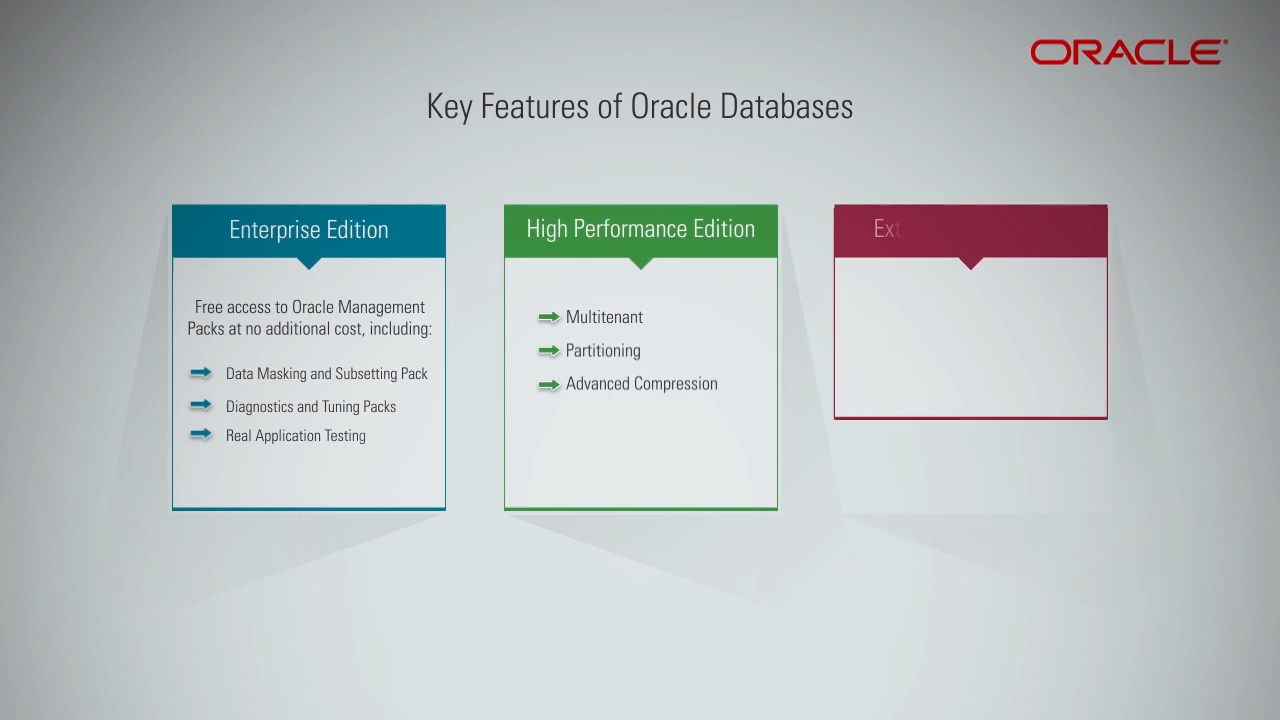 ORACLE
Key Features of Oracle Databases
Enterprise Edition
Free access to Oracle Management
Packs at no additional cost, including:
Data Masking and Subsetting Pack
Diagnostics and Tuning Packs
Real Application Testing
High Performance Edition
Multitenant
Partitioning
Advanced Compression
Ext